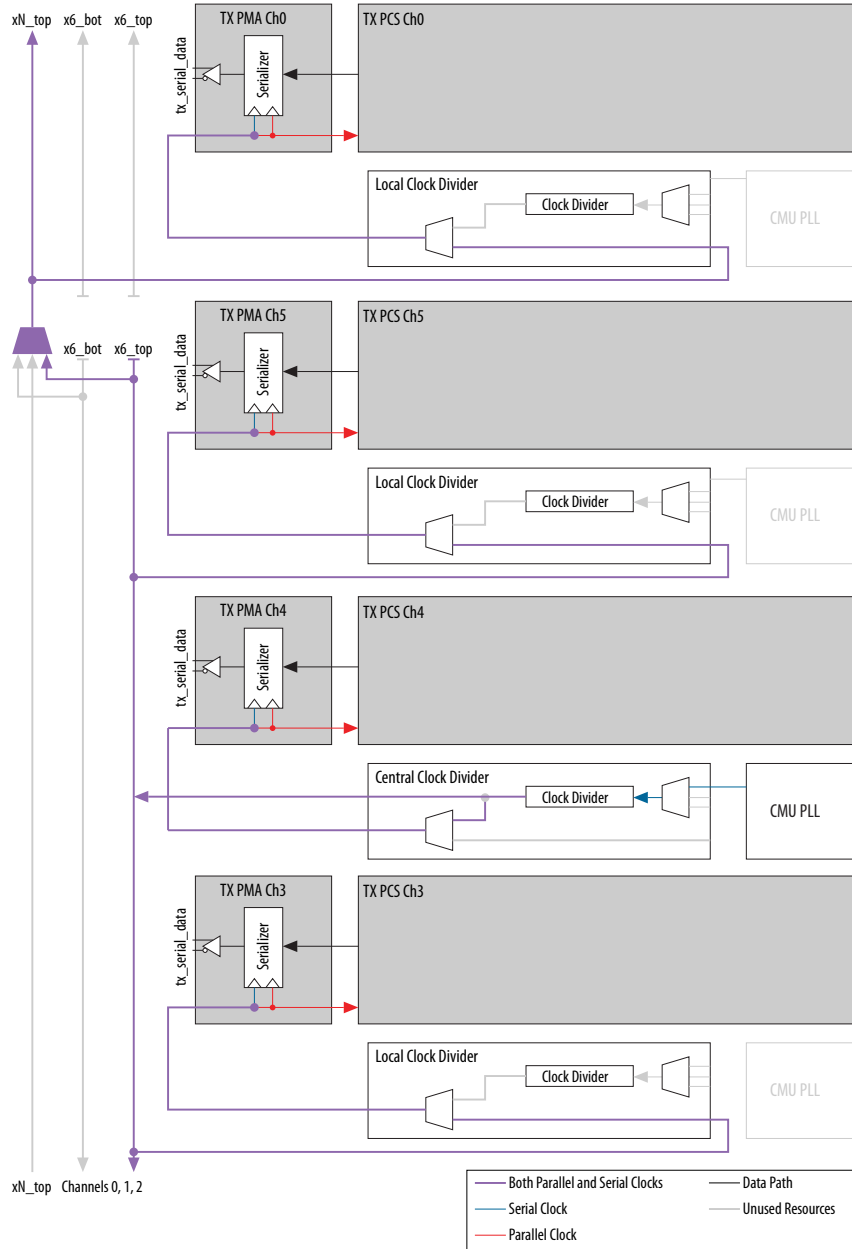 xN_top x6_bot x6_top
TX PMA Ch0
TX PCS Ch0
tx_serial_data
Serializer
Local Clock Divider
Clock Divider
CMU PLL
TX PMA Ch5
TX PCS Ch5
x6_bot x6_top
tx_serial_data
Serializer
Local Clock Divider
Clock Divider
CMU PLL
TX PMA Ch4
TX PCS Ch4
tx_serial_data
Serializer
Central Clock Divider
Clock Divider
CMU PLL
TX PMA Ch3
TX PCS Ch3
tx_serial_data
Serializer
Local Clock Divider
Clock Divider
CMU PLL
xN_top Channels 0, 1, 2
Both Parallel and Serial Clocks
Data Path
Serial Clock
Unused Resources
Parallel Clock